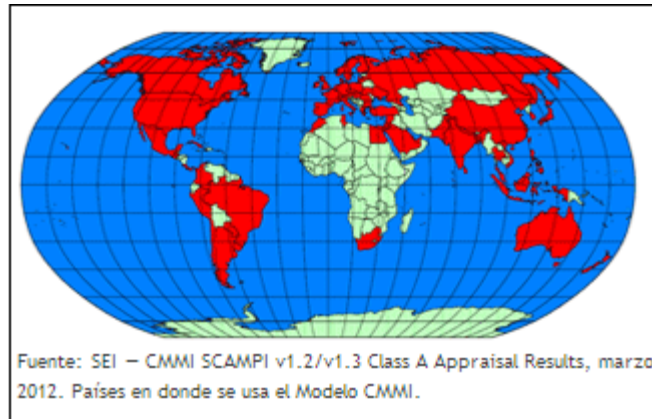 Fuente: SEI – CMMI SCAMPI v1.2/v1.3 Class A Appraisal Results, marzo
2012. Países en donde se usa el Modelo CMMI.